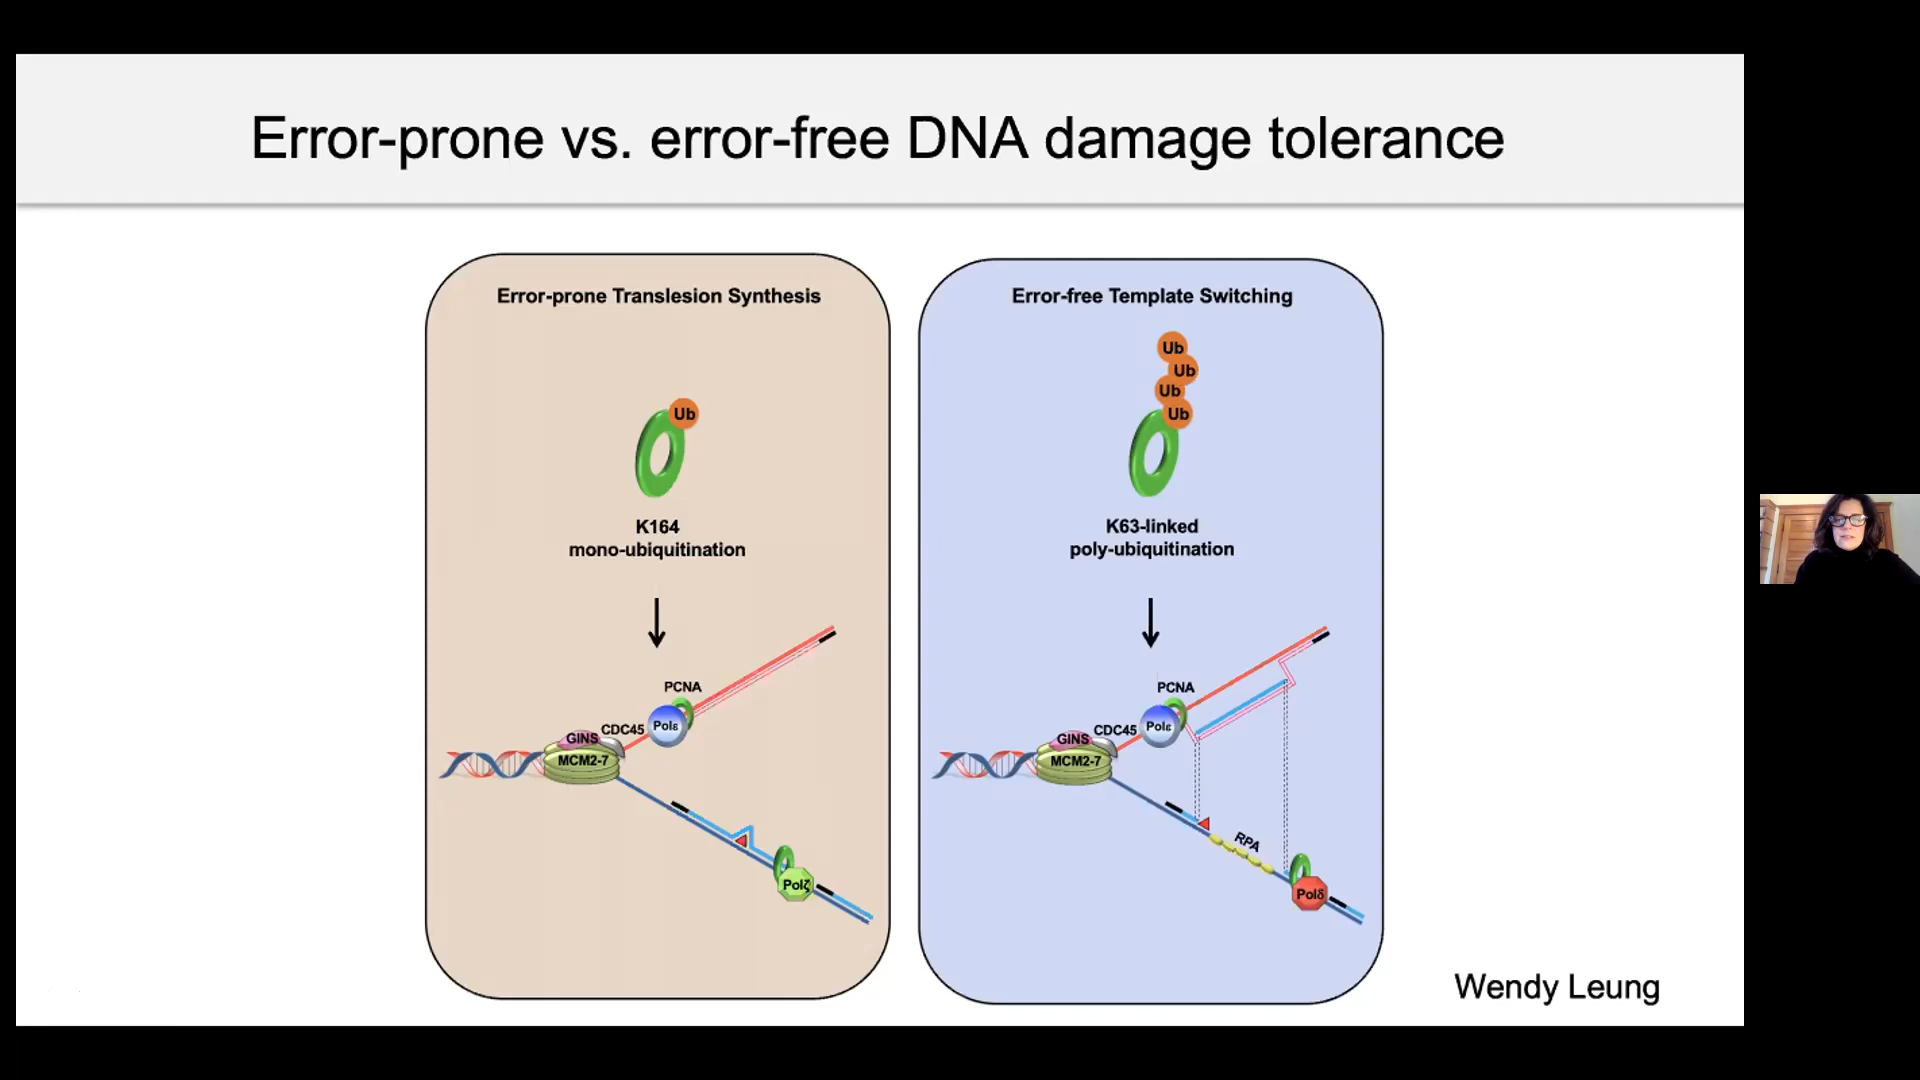 Error-prone vs. error-free DNA damage tolerance
Error-prone Translesion Synthesis
Ub
K164
mono-ubiquitination
PCNA
Polε
CDC45
GINS
MCM2-7
Polζ
Error-free Template Switching
Ub
Ub
Ub
Ub
K63-linked
poly-ubiquitination
PCNA
Polε
CDC45
GINS
MCM2-7
RPA
Polδ
Wendy Leung